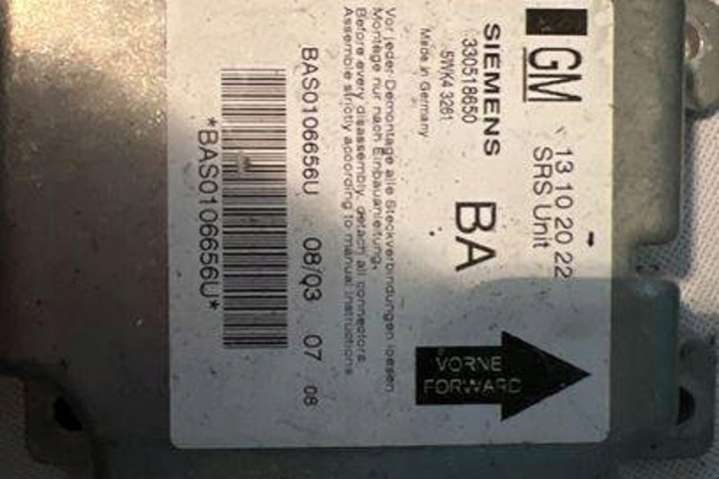 GM 13 10 20 22
SRS Unit
SIEMENS BA
330518650
5WK4 3261
Made in Germany
Vor jeder Demontage alle Steckverbindungen loesen
Montage nur nach Einbauanleitung.
Before every disassembly, detach all connectors
Assemble strictly according to manual instructions
BAS0106656U 08/03 07 08
*BAS0106656U*
VORNE
FORWARD